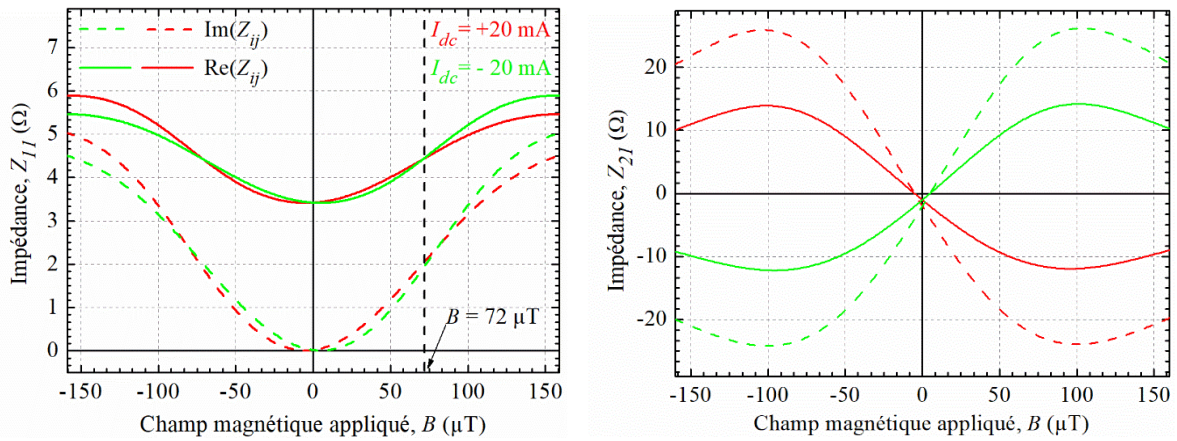 Im(Z_ij) I_dc = +20 mA
Re(Z_ij) I_dc = - 20 mA
Impédance, Z_11 (Ω)
7
6
5
4
3
2
1
0
B = 72 µT
-150 -100 -50 0 50 100 150
Champ magnétique appliqué, B (µT)
Impédance, Z_21 (Ω)
20
10
0
-10
-20
-150 -100 -50 0 50 100 150
Champ magnétique appliqué, B (µT)